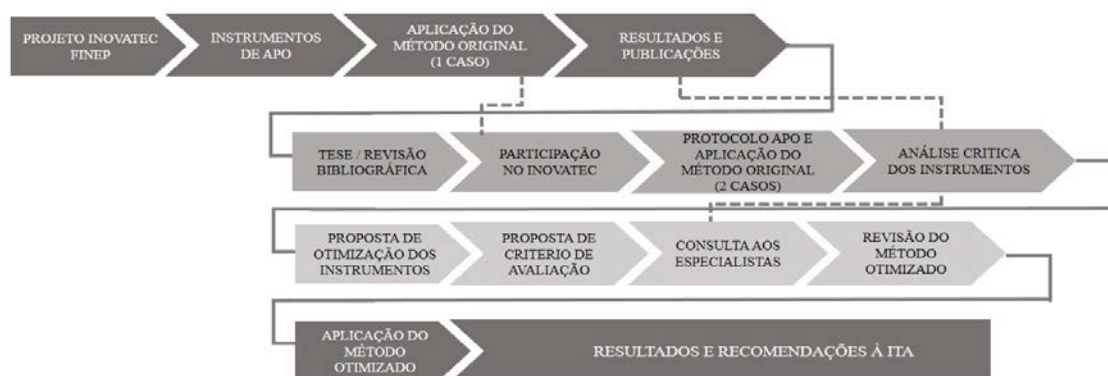 PROJETO INOVATEC
FINEP
INSTRUMENTOS
DE APO
APLICAÇÃO DO
MÉTODO ORIGINAL
(1 CASO)
RESULTADOS E
PUBLICAÇÕES
TESE / REVISÃO
BIBLIOGRÁFICA
PARTICIPAÇÃO
NO INOVATEC
PROTOCOLO APO E
APLICAÇÃO DO
MÉTODO ORIGINAL
(2 CASOS)
ANÁLISE CRITICA
DOS INSTRUMENTOS
PROPOSTA DE
OTIMIZAÇÃO DOS
INSTRUMENTOS
PROPOSTA DE
CRITERIO DE
AVALIAÇÃO
CONSULTA AOS
ESPECIALISTAS
REVISÃO DO
MÉTODO
OTIMIZADO
APLICAÇÃO DO
MÉTODO
OTIMIZADO
RESULTADOS E RECOMENDAÇÕES À ITA